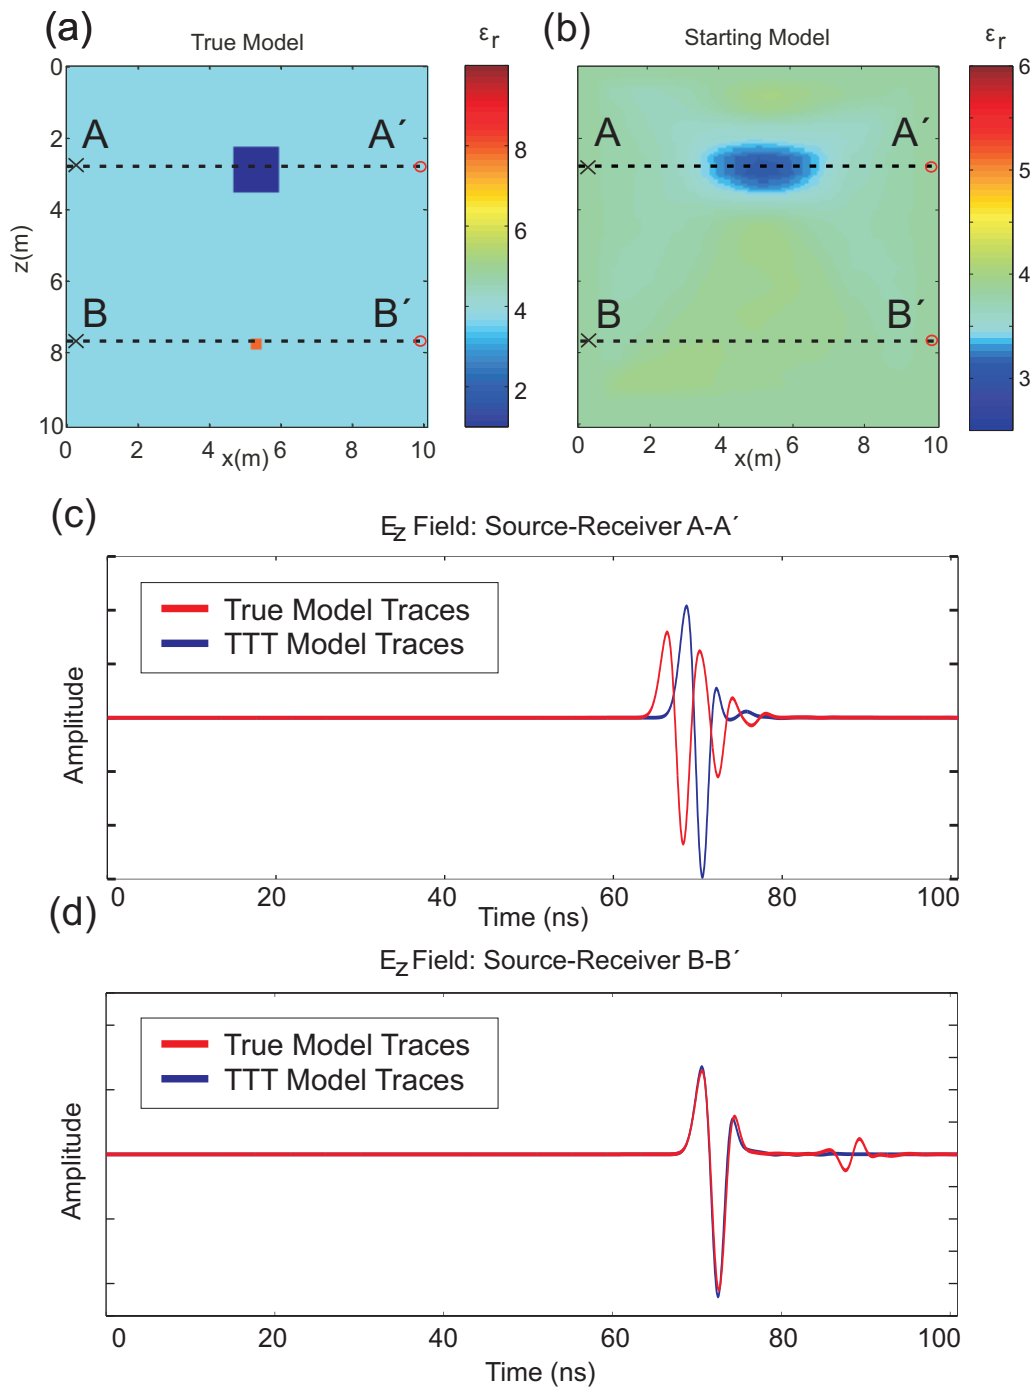 (a)
True Model
εr
(b)
Starting Model
εr
0
2
4
6
8
10
z(m)
A
A´
B
B´
0
2
4
6
8
10
x(m)
8
6
4
2
A
A´
B
B´
0
2
4
6
8
10
x(m)
6
5
4
3
(c)
EZ Field: Source-Receiver A-A´
True Model Traces
TTT Model Traces
Amplitude
0
20
40
60
80
100
Time (ns)
(d)
EZ Field: Source-Receiver B-B´
True Model Traces
TTT Model Traces
Amplitude
0
20
40
60
80
100
Time (ns)